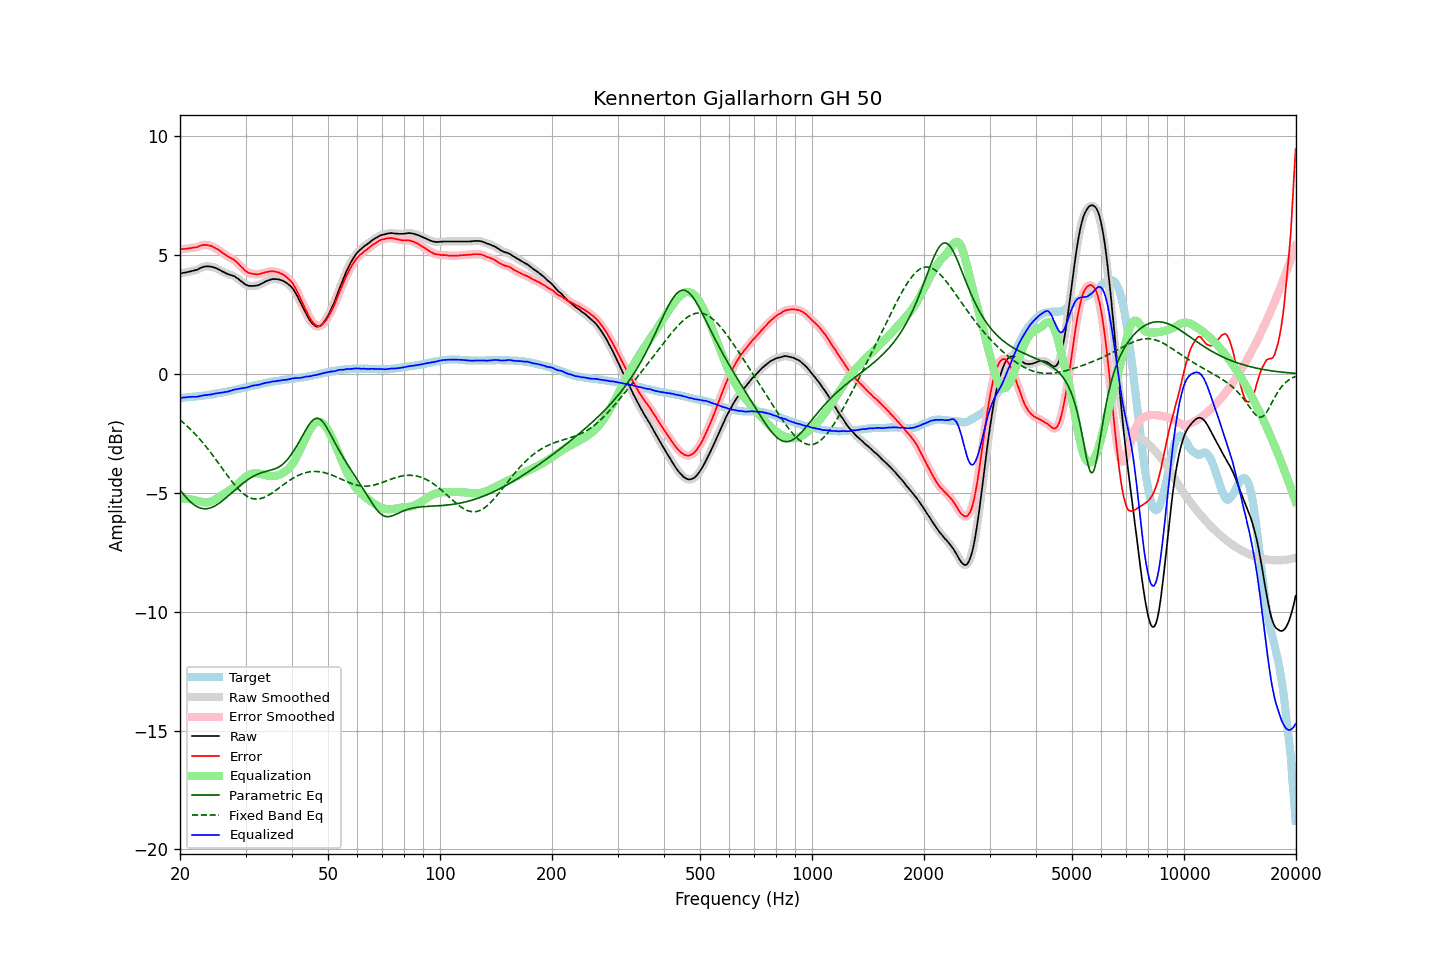 Kennerton Gjallarhorn GH 50
10
5
0
−5
−10
−15
−20
Amplitude (dBr)
Target
Raw Smoothed
Error Smoothed
Raw
Error
Equalization
Parametric Eq
Fixed Band Eq
Equalized
20 50 100 200 500 1000 2000 5000 10000 20000
Frequency (Hz)